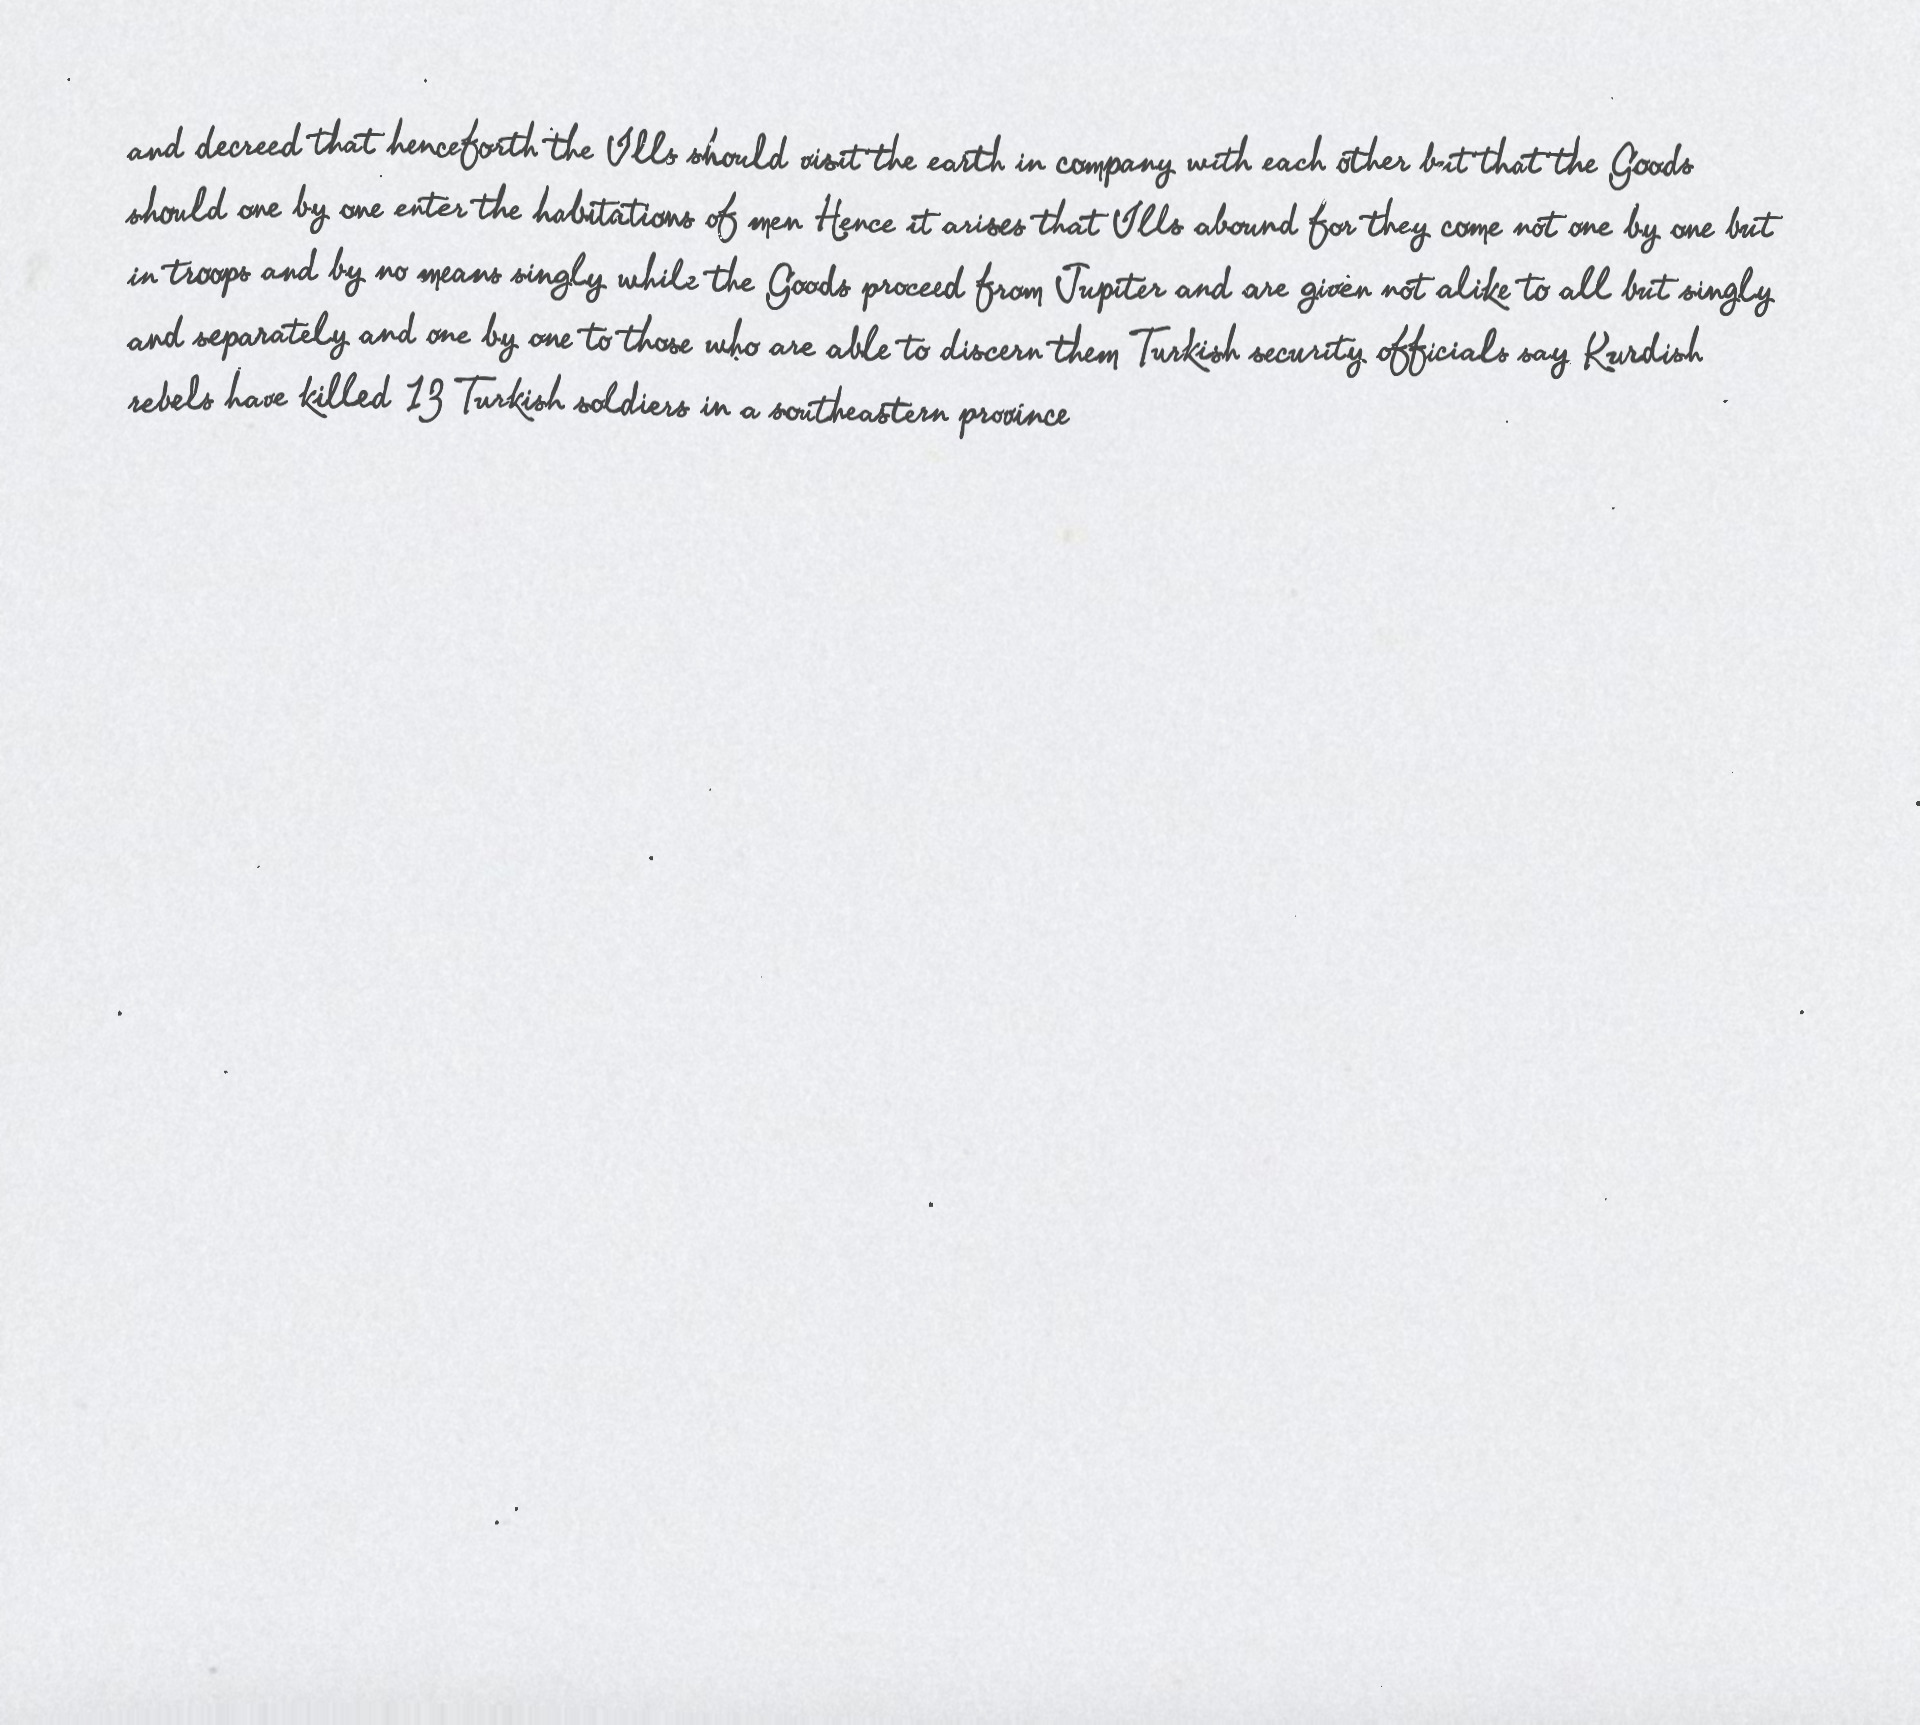 and decreed that henceforth the Ills should visit the earth in company with each other but that the Goods
should one by one enter the habitations of men Hence it arises that Ills abound for they come not one by one but
in troops and by no means singly while the Goods proceed from Jupiter and are given not alike to all but singly
and separately and one by one to those who are able to discern them Turkish security officials say Kurdish
rebels have killed 13 Turkish soldiers in a southeastern province